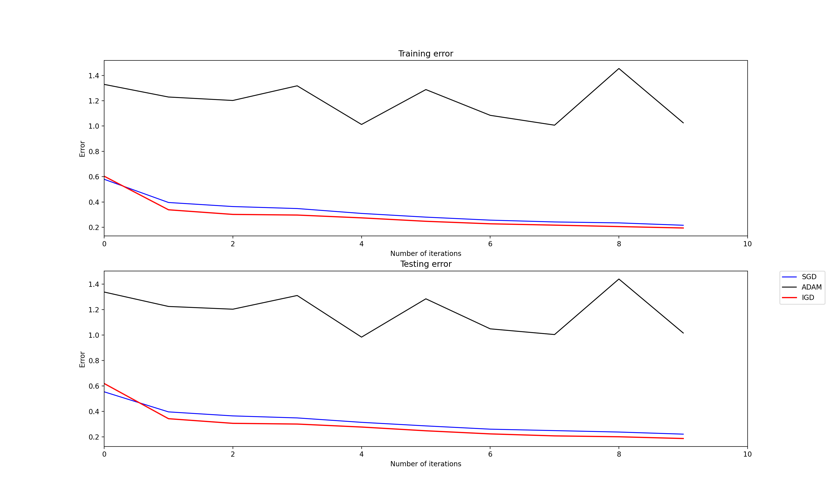 Training error
Error
1.4
1.2
1.0
0.8
0.6
0.4
0.2
0 2 4 6 8 10
Number of iterations
Testing error
Error
1.4
1.2
1.0
0.8
0.6
0.4
0.2
0 2 4 6 8 10
Number of iterations
SGD
ADAM
IGD